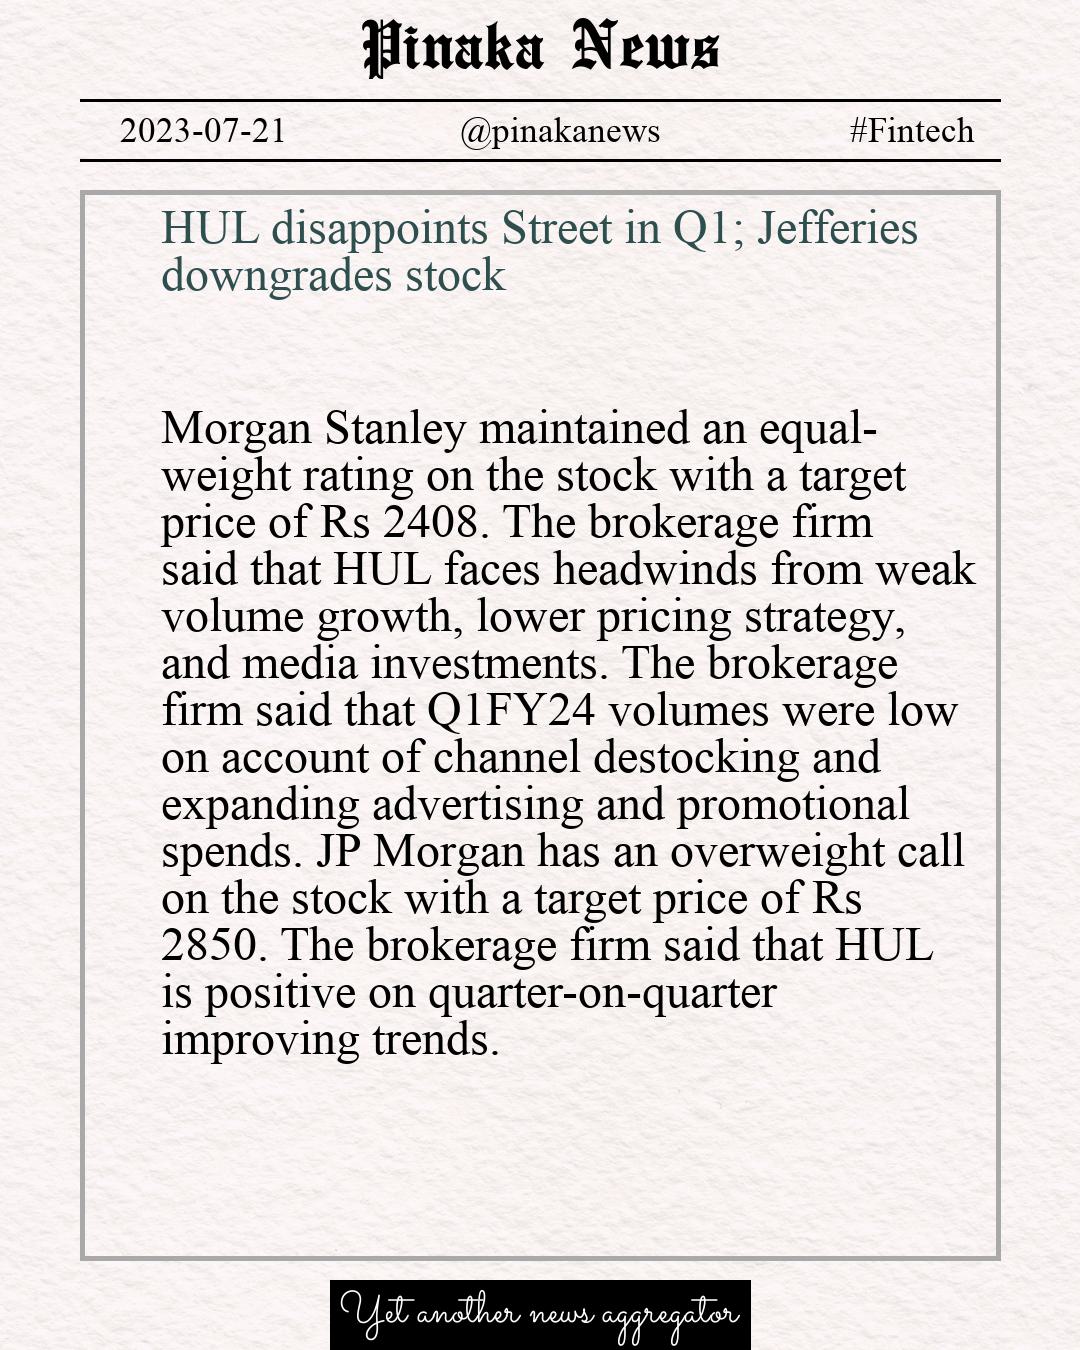 Pinaka News
2023-07-21 @pinakanews #Fintech
HUL disappoints Street in Q1; Jefferies
downgrades stock
Morgan Stanley maintained an equal-
weight rating on the stock with a target
price of Rs 2408. The brokerage firm
said that HUL faces headwinds from weak
volume growth, lower pricing strategy,
and media investments. The brokerage
firm said that Q1FY24 volumes were low
on account of channel destocking and
expanding advertising and promotional
spends. JP Morgan has an overweight call
on the stock with a target price of Rs
2850. The brokerage firm said that HUL
is positive on quarter-on-quarter
improving trends.
Yet another news aggregator